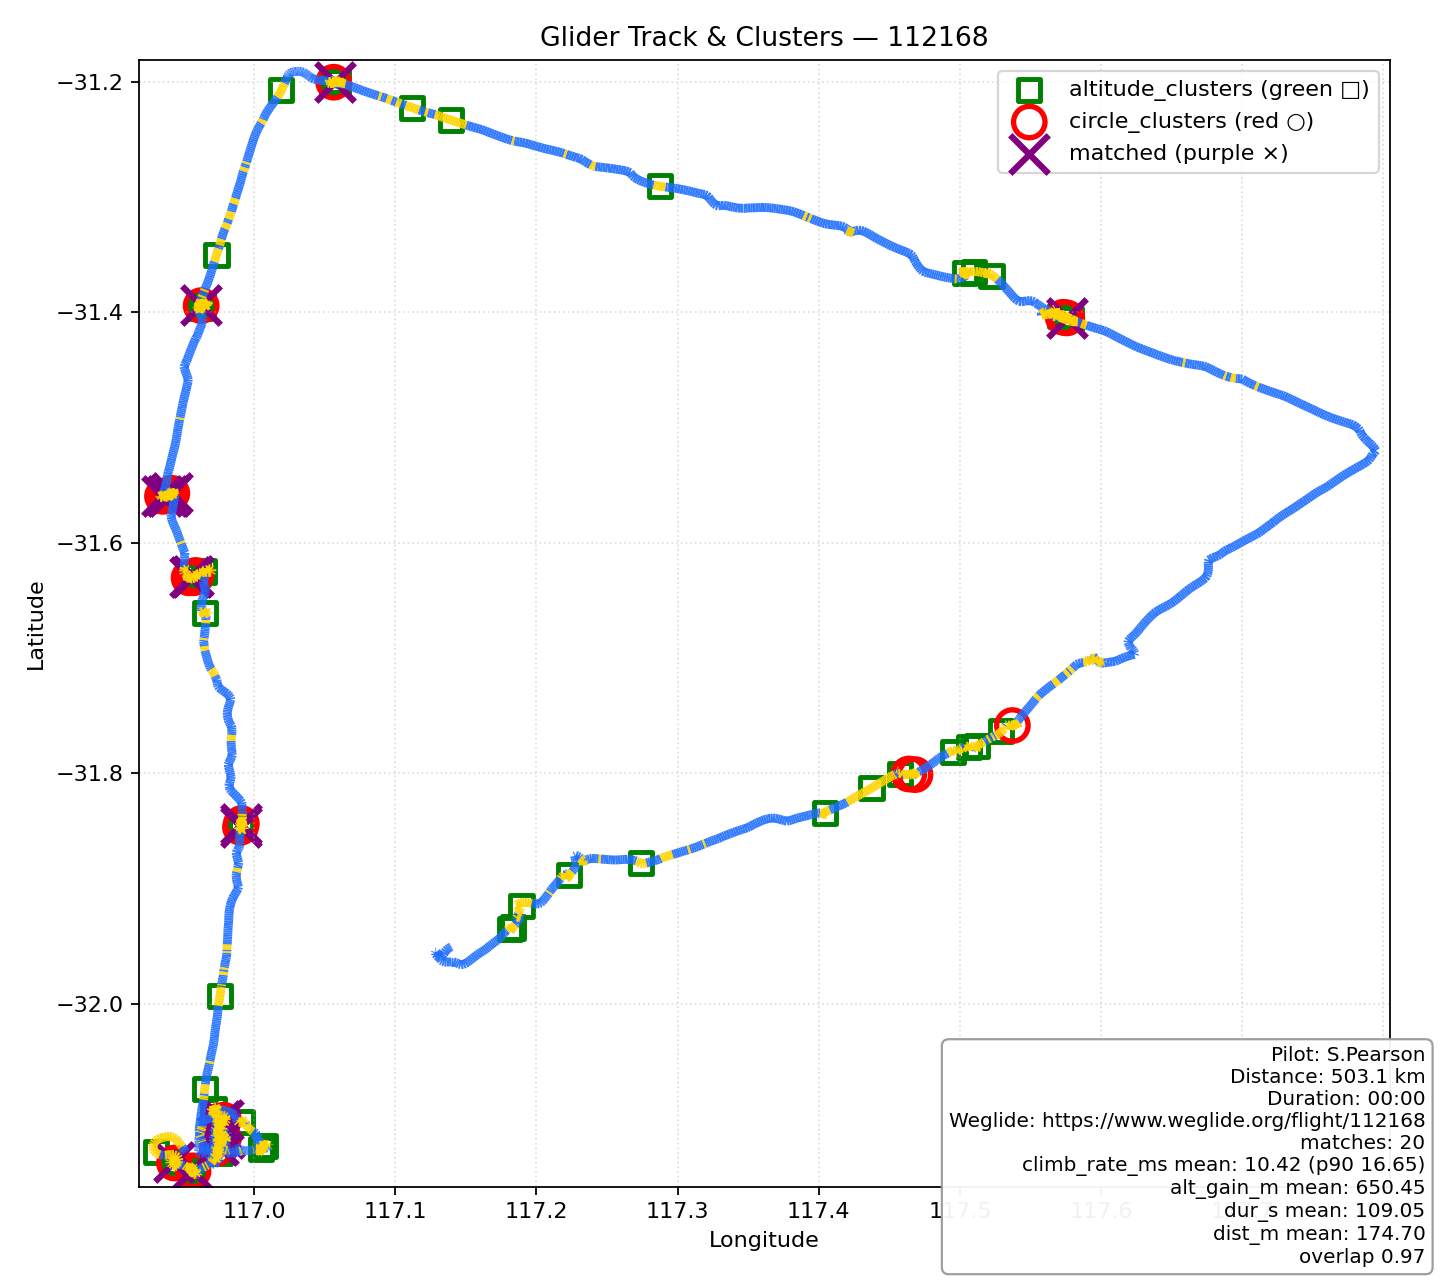 Glider Track & Clusters — 112168
altitude_clusters (green □)
circle_clusters (red ○)
matched (purple ×)
Latitude
−31.2
−31.4
−31.6
−31.8
−32.0
117.0
117.1
117.2
117.3
117.4
117.5
117.6
Longitude
Pilot: S.Pearson
Distance: 503.1 km
Duration: 00:00
Weglide: https://www.weglide.org/flight/112168
matches: 20
climb_rate_ms mean: 10.42 (p90 16.65)
alt_gain_m mean: 650.45
dur_s mean: 109.05
dist_m mean: 174.70
overlap 0.97